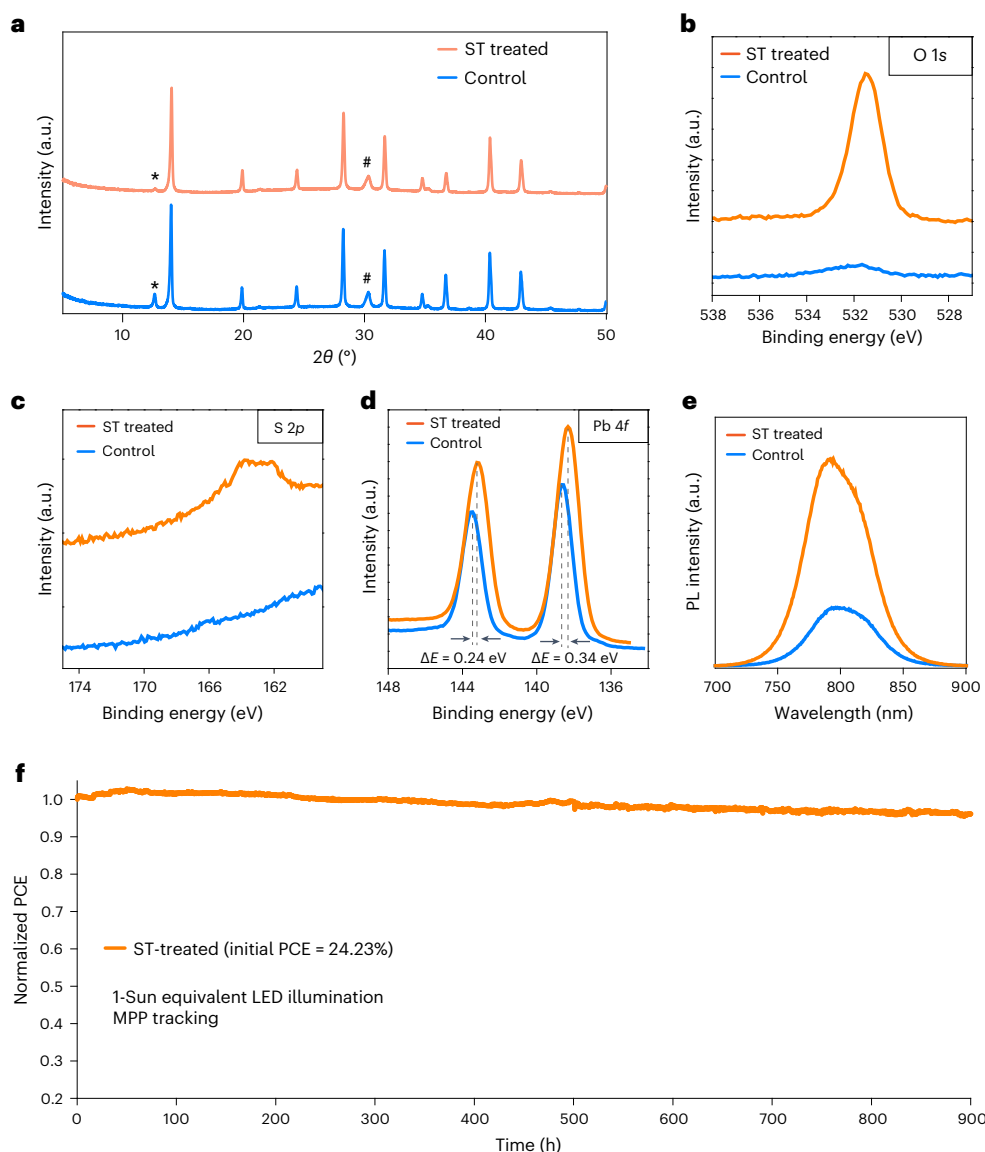 a
ST treated
Control
Intensity (a.u.)
*
#
*
#
10
20
30
40
50
2θ (°)
b
ST treated
Control
O 1s
Intensity (a.u.)
538
536
534
532
530
528
Binding energy (eV)
c
ST treated
Control
S 2p
Intensity (a.u.)
174
170
166
162
Binding energy (eV)
d
ST treated
Control
Pb 4f
Intensity (a.u.)
ΔE = 0.24 eV
ΔE = 0.34 eV
148
144
140
136
Binding energy (eV)
e
ST treated
Control
PL intensity (a.u.)
700
750
800
850
900
Wavelength (nm)
f
1.0
0.9
0.8
0.7
0.6
0.5
0.4
0.3
0.2
Normalized PCE
ST-treated (initial PCE = 24.23%)
1-Sun equivalent LED illumination
MPP tracking
0
100
200
300
400
500
600
700
800
900
Time (h)